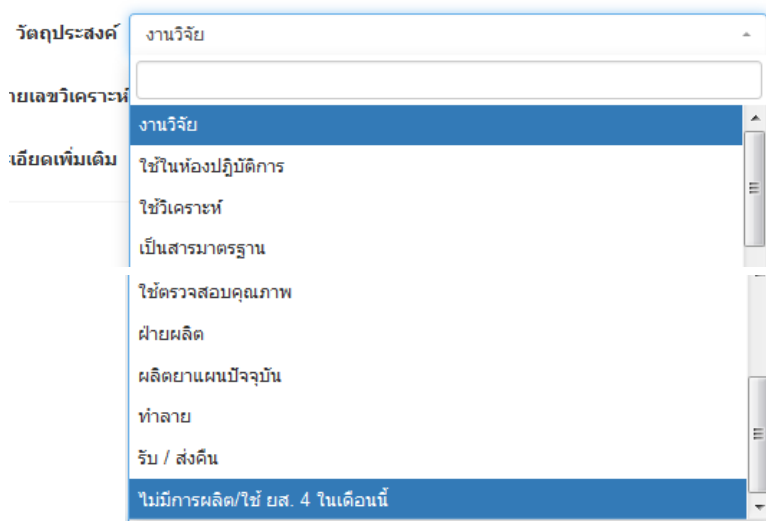 วัตถุประสงค์ งานวิจัย
ายเลขวิเคราะห์
งานวิจัย
ะเอียดเพิ่มเติม ใช้ในห้องปฏิบัติการ
ใช้วิเคราะห์
เป็นสารมาตรฐาน
ใช้ตรวจสอบคุณภาพ
ฝ่ายผลิต
ผลิตยาแผนปัจจุบัน
ทำลาย
รับ / ส่งคืน
ไม่มีการผลิต/ใช้ ยส. 4 ในเดือนนี้